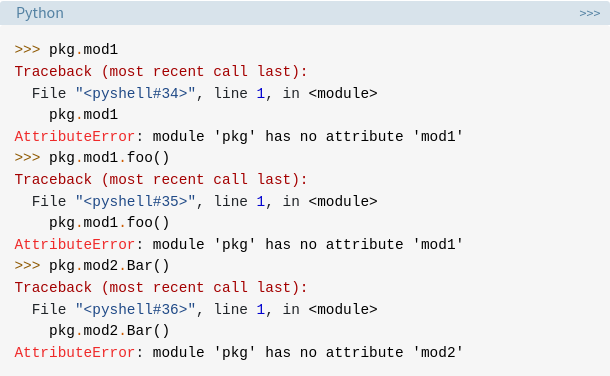 Python
>>>
>>> pkg.mod1
Traceback (most recent call last):
  File "<pyshell#34>", line 1, in <module>
    pkg.mod1
AttributeError: module 'pkg' has no attribute 'mod1'
>>> pkg.mod1.foo()
Traceback (most recent call last):
  File "<pyshell#35>", line 1, in <module>
    pkg.mod1.foo()
AttributeError: module 'pkg' has no attribute 'mod1'
>>> pkg.mod2.Bar()
Traceback (most recent call last):
  File "<pyshell#36>", line 1, in <module>
    pkg.mod2.Bar()
AttributeError: module 'pkg' has no attribute 'mod2'